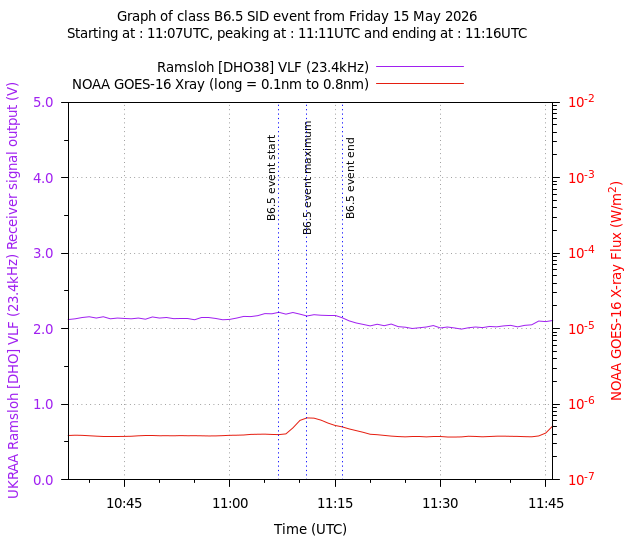 Graph of class B6.5 SID event from Friday 15 May 2026
Starting at : 11:07UTC, peaking at : 11:11UTC and ending at : 11:16UTC
Ramsloh [DHO38] VLF (23.4kHz)
NOAA GOES-16 Xray (long = 0.1nm to 0.8nm)
UKRAA Ramsloh [DHO] VLF (23.4kHz) Receiver signal output (V)
5.0
4.0
3.0
2.0
1.0
0.0
B6.5 event start
B6.5 event maximum
B6.5 event end
10^-2
10^-3
10^-4
10^-5
10^-6
10^-7
NOAA GOES-16 X-ray Flux (W/m²)
10:45
11:00
11:15
11:30
11:45
Time (UTC)